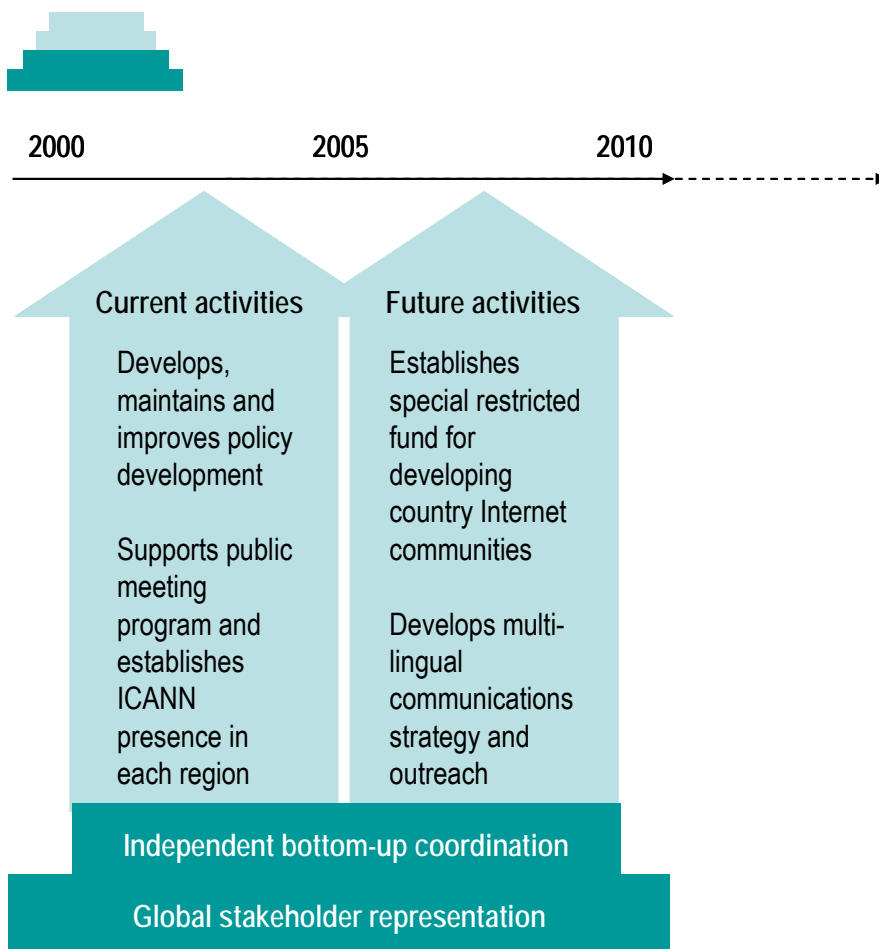 2000 2005 2010
Current activities
Develops,
maintains and
improves policy
development
Supports public
meeting
program and
establishes
ICANN
presence in
each region
Future activities
Establishes
special restricted
fund for
developing
country Internet
communities
Develops multi-
lingual
communications
strategy and
outreach
Independent bottom-up coordination
Global stakeholder representation